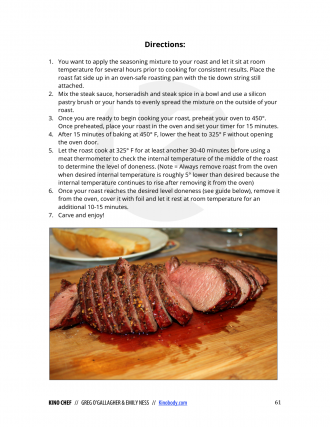 Directions:
1. You want to apply the seasoning mixture to your roast and let it sit at room
temperature for several hours prior to cooking for consistent results. Place the
roast fat side up in an oven-safe roasting pan with the tie down string still
attached.
2. Mix the steak sauce, horseradish and steak spice in a bowl and use a silicon
pastry brush or your hands to evenly spread the mixture on the outside of your
roast.
3. Once you are ready to begin cooking your roast, preheat your oven to 450°.
Once preheated, place your roast in the oven and set your timer for 15 minutes.
4. After 15 minutes of baking at 450° F, lower the heat to 325° F without opening
the oven door.
5. Let the roast cook at 325° F for at least another 30-40 minutes before using a
meat thermometer to check the internal temperature of the middle of the roast
to determine the level of doneness. (Note = Always remove roast from the oven
when desired internal temperature is roughly 5° lower than desired because the
internal temperature continues to rise after removing it from the oven)
6. Once your roast reaches the desired level doneness (see guide below), remove it
from the oven, cover it with foil and let it rest at room temperature for an
additional 10-15 minutes.
7. Carve and enjoy!
KINO CHEF // GREG O'GALLAGHER & EMILY NESS // Kinobody.com 61